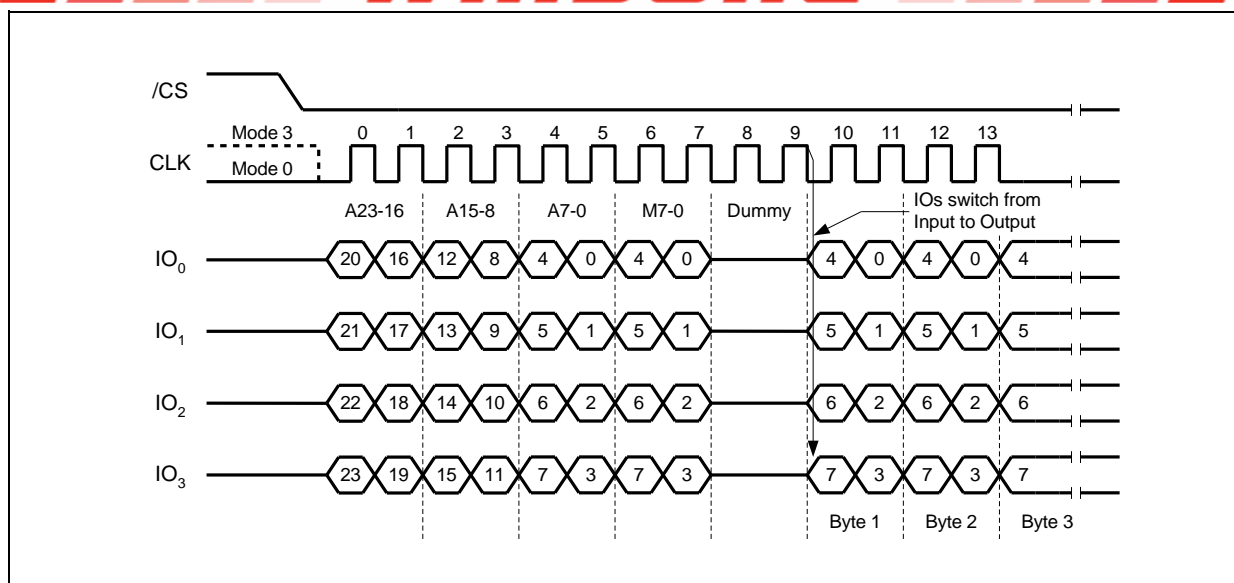 /CS
Mode 3 0 1 2 3 4 5 6 7 8 9 10 11 12 13
CLK
Mode 0
A23-16 A15-8 A7-0 M7-0 Dummy
IOs switch from
Input to Output
IO0 20 16 12 8 4 0 4 0 4 0 4 0 4
IO1 21 17 13 9 5 1 5 1 5 1 5 1 5
IO2 22 18 14 10 6 2 6 2 6 2 6 2 6
IO3 23 19 15 11 7 3 7 3 7 3 7 3 7
Byte 1 Byte 2 Byte 3